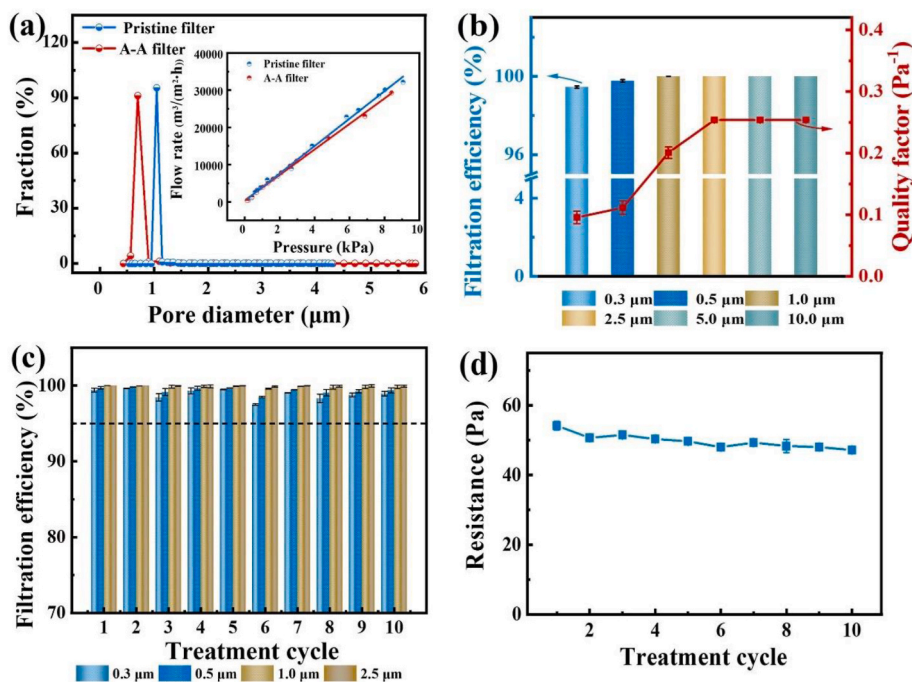 (a)
Pristine filter
A-A filter
Fraction (%)
120
90
60
30
0
0 1 2 3 4 5 6
Pore diameter (μm)
Pristine filter
A-A filter
Flow rate (m³/(m²·h))
40000
30000
20000
10000
0
0 2 4 6 8 10
Pressure (kPa)
(b)
Filtration efficiency (%)
100
96
4
0
Quality factor (Pa⁻¹)
0.4
0.3
0.2
0.1
0.0
0.3 μm 0.5 μm 1.0 μm
2.5 μm 5.0 μm 10.0 μm
(c)
Filtration efficiency (%)
100
90
80
70
1 2 3 4 5 6 7 8 9 10
Treatment cycle
0.3 μm 0.5 μm 1.0 μm 2.5 μm
(d)
Resistance (Pa)
60
40
20
0
2 4 6 8 10
Treatment cycle